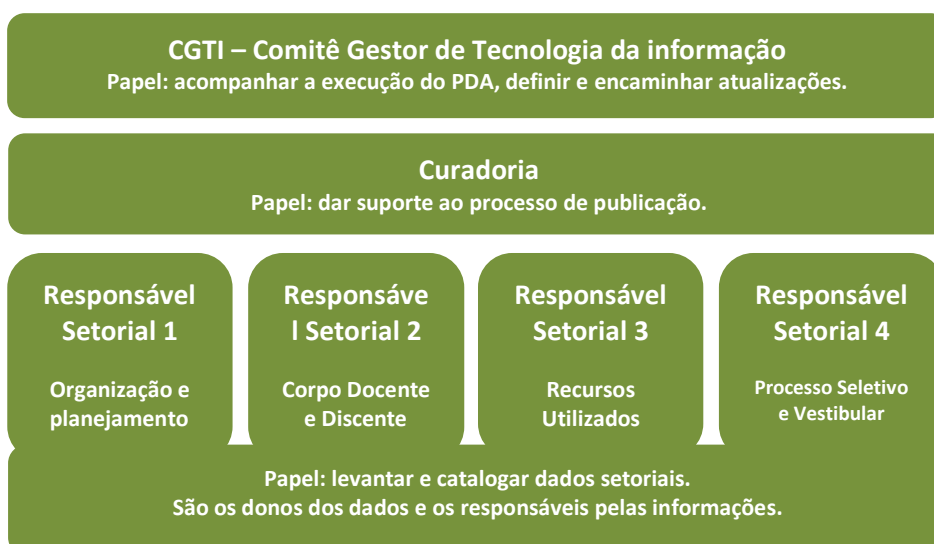 CGTI – Comitê Gestor de Tecnologia da informação
Papel: acompanhar a execução do PDA, definir e encaminhar atualizações.
Curadoria
Papel: dar suporte ao processo de publicação.
Responsável
Setorial 1
Organização e
planejamento
Responsáve
l Setorial 2
Corpo Docente
e Discente
Responsável
Setorial 3
Recursos
Utilizados
Responsável
Setorial 4
Processo Seletivo
e Vestibular
Papel: levantar e catalogar dados setoriais.
São os donos dos dados e os responsáveis pelas informações.